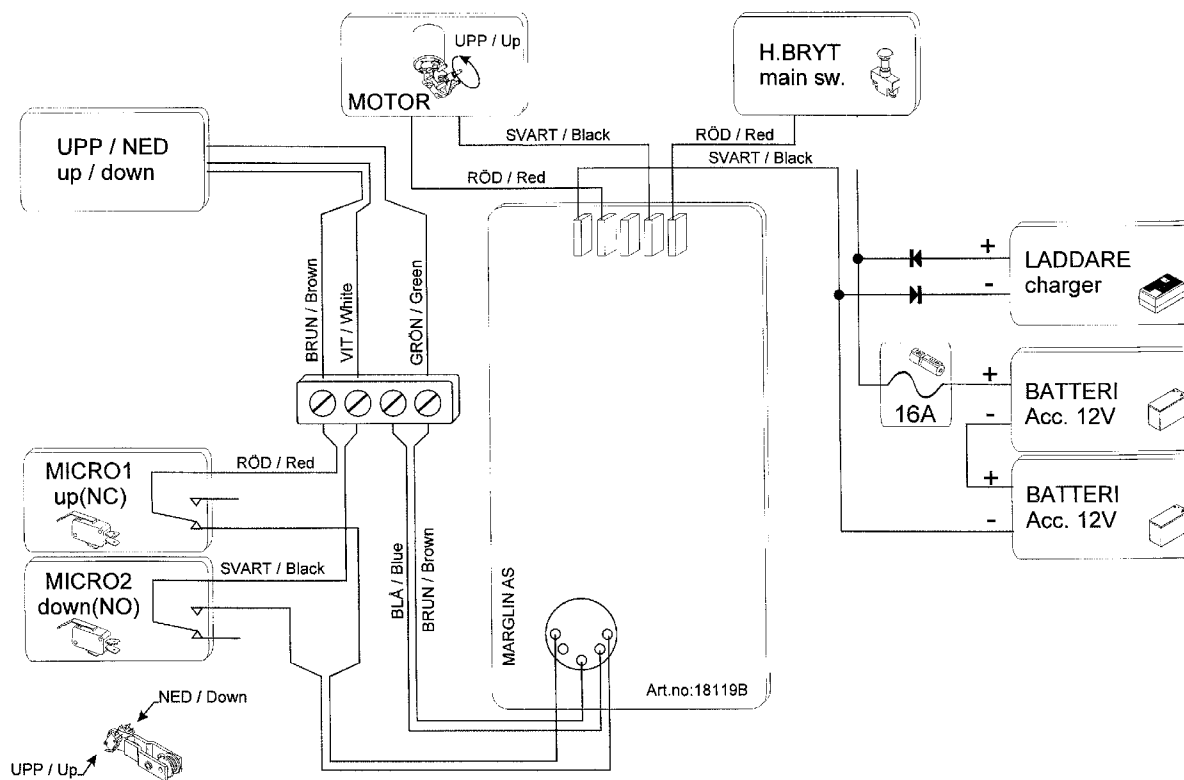 UPP / Up
MOTOR
H.BRYT
main sw.
UPP / NED
up / down
SVART / Black
RÖD / Red
RÖD / Red
SVART / Black
BRUN / Brown
VIT / White
GRÖN / Green
+
-
LADDARE
charger
16A
+
-
BATTERI
Acc. 12V
+
-
BATTERI
Acc. 12V
MICRO1
up(NC)
RÖD / Red
MICRO2
down(NO)
SVART / Black
BLÅ / Blue
BRUN / Brown
MARGLIN AS
Art.no:18119B
NED / Down
UPP / Up